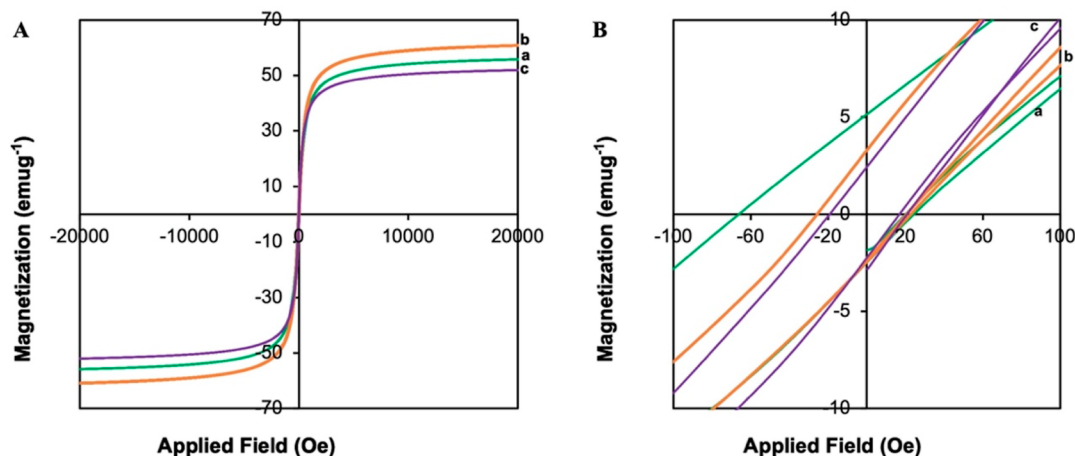 A
Magnetization (emug⁻¹)
70
50
30
10
-10
-30
-50
-70
-20000
-10000
0
10000
20000
b
a
c
Applied Field (Oe)
B
Magnetization (emug⁻¹)
10
5
0
-5
-10
-100
-60
-20
20
60
100
c
b
a
Applied Field (Oe)